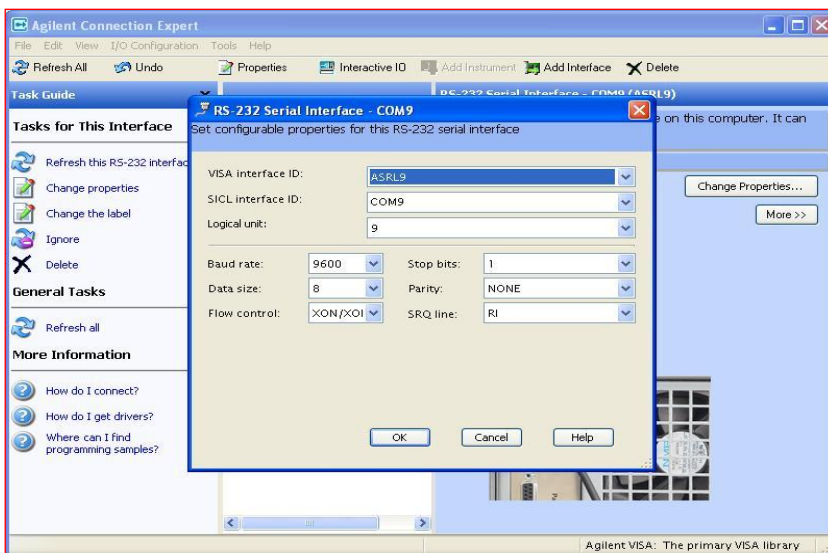 Agilent Connection Expert
File Edit View I/O Configuration Tools Help
Refresh All Undo Properties Interactive IO Add Instrument Add Interface Delete
Task Guide
RS-232 Serial Interface - COM9 (ASRL9)
Tasks for This Interface
Refresh this RS-232 interfac
Change properties
Change the label
Ignore
Delete
General Tasks
Refresh all
More Information
How do I connect?
How do I get drivers?
Where can I find
programming samples?
RS-232 Serial Interface - COM9
Set configurable properties for this RS-232 serial interface
VISA interface ID: ASRL9
SICL interface ID: COM9
Logical unit: 9
Baud rate: 9600 Stop bits: 1
Data size: 8 Parity: NONE
Flow control: XON/XOI SRQ line: RI
OK Cancel Help
on this computer. It can
Change Properties...
More >>
Agilent VISA: The primary VISA library